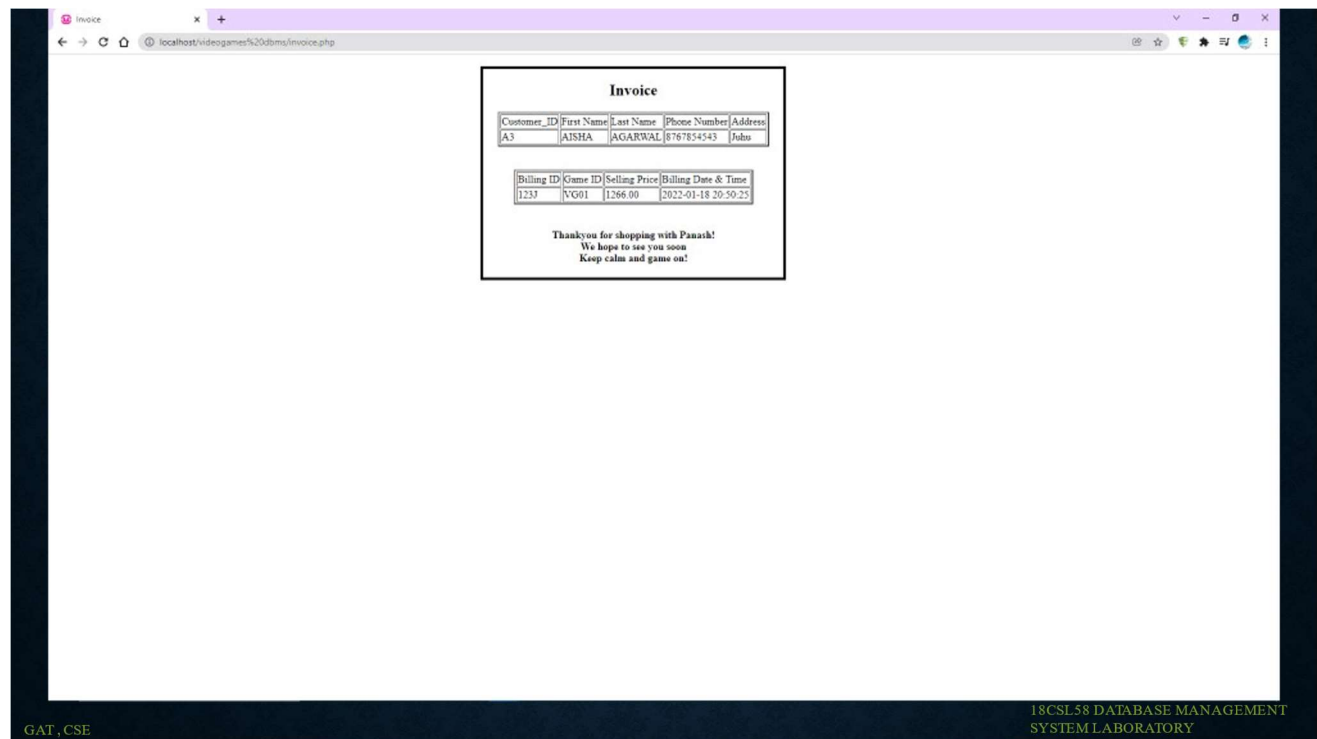 Invoice
localhost/videogames%20dbms/invoice.php
Invoice
Customer_ID First Name Last Name Phone Number Address
A3 AISHA AGARWAL 8767854543 Juhu
Billing ID Game ID Selling Price Billing Date & Time
123J VG01 1266.00 2022-01-18 20:50:25
Thankyou for shopping with Panash!
We hope to see you soon
Keep calm and game on!
GAT , CSE
18CSL58 DATABASE MANAGEMENT
SYSTEM LABORATORY